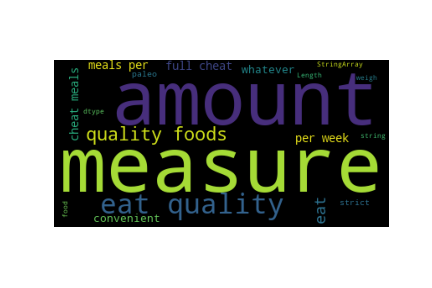 meals per
full cheat
StringArray
paleo
whatever
Length
weigh
cheat meals
amount
dtype
quality foods
per week
string
measure
eat quality
eat
strict
food
convenient